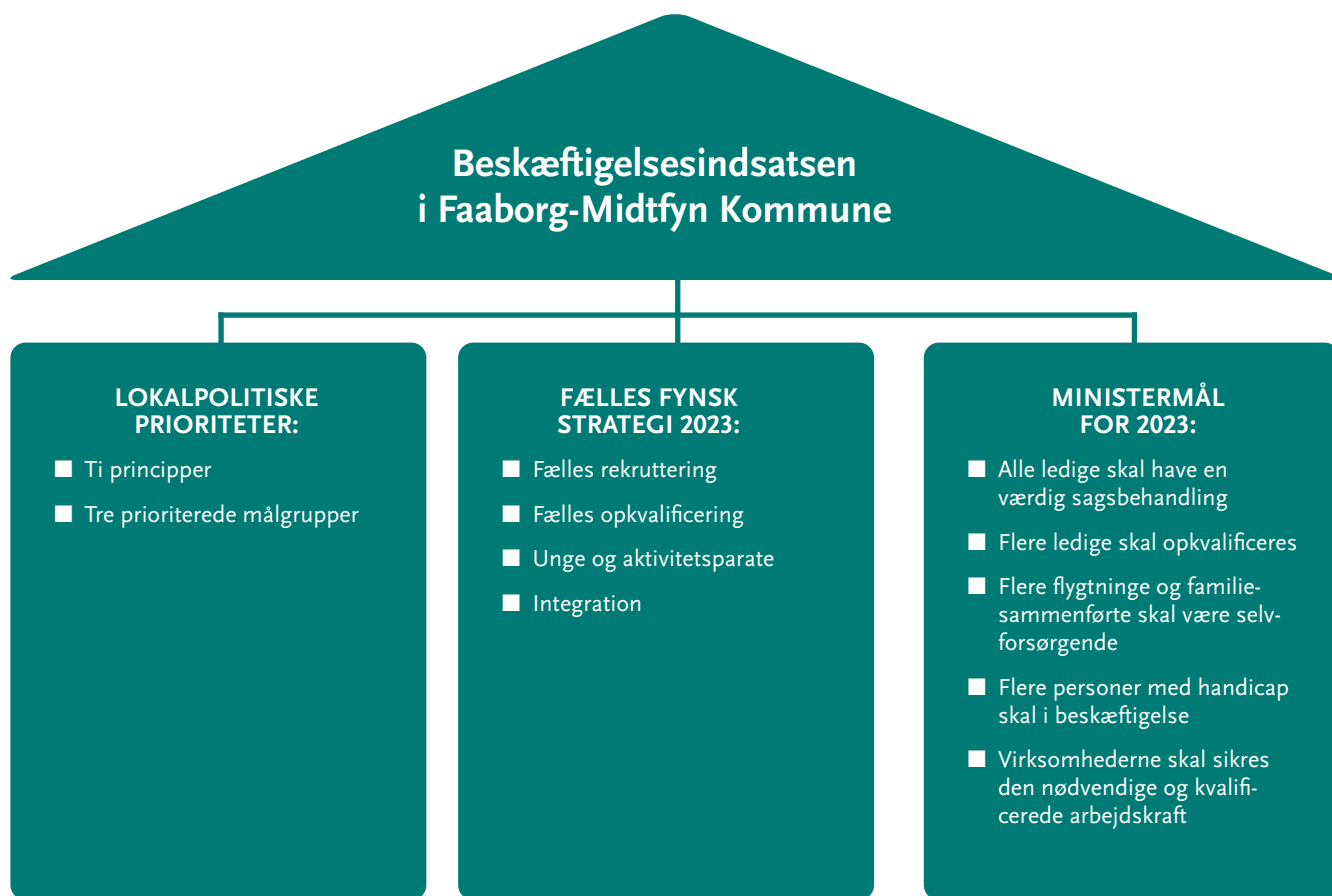 Beskæftigelsesindsatsen
i Faaborg-Midtfyn Kommune
LOKALPOLITISKE
PRIORITETER:
■ Ti principper
■ Tre prioriterede målgrupper
FÆLLES FYNSK
STRATEGI 2023:
■ Fælles rekruttering
■ Fælles opkvalificering
■ Unge og aktivitetsparate
■ Integration
MINISTERMÅL
FOR 2023:
■ Alle ledige skal have en
værdig sagsbehandling
■ Flere ledige skal opkvalificeres
■ Flere flygtninge og familie-
sammenførte skal være selv-
forsørgende
■ Flere personer med handicap
skal i beskæftigelse
■ Virksomhederne skal sikres
den nødvendige og kvalifi-
cerede arbejdskraft